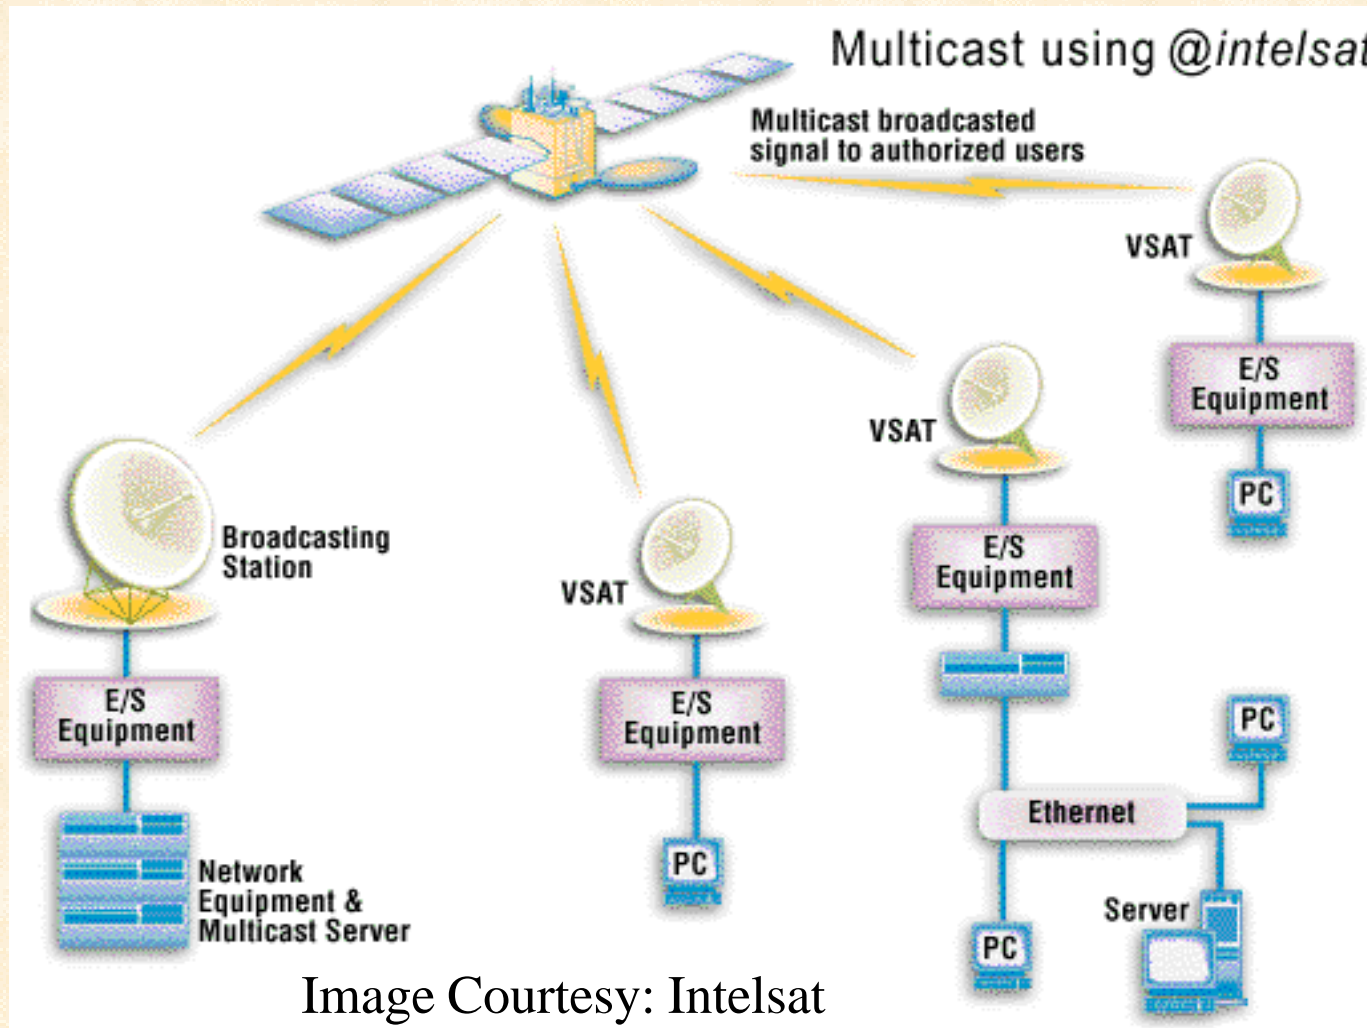 Multicast using @intelsat
Multicast broadcasted
signal to authorized users
VSAT
E/S
Equipment
PC
VSAT
E/S
Equipment
Broadcasting
Station
VSAT
E/S
Equipment
E/S
Equipment
PC
PC
Ethernet
Network
Equipment &
Multicast Server
Server
PC
Image Courtesy: Intelsat